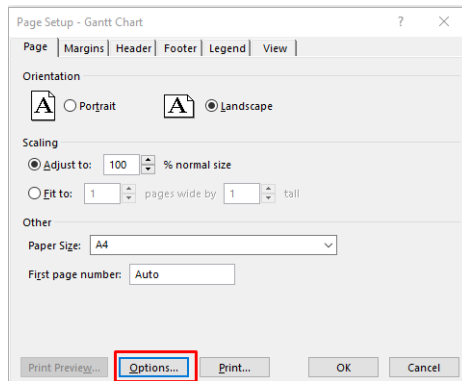 Page Setup - Gantt Chart ? ×
Page Margins Header Footer Legend View
Orientation
A Portrait A Landscape
Scaling
Adjust to: 100 % normal size
Fit to: 1 pages wide by 1 tall
Other
Paper Size: A4
First page number: Auto
Print Preview... Options... Print... OK Cancel